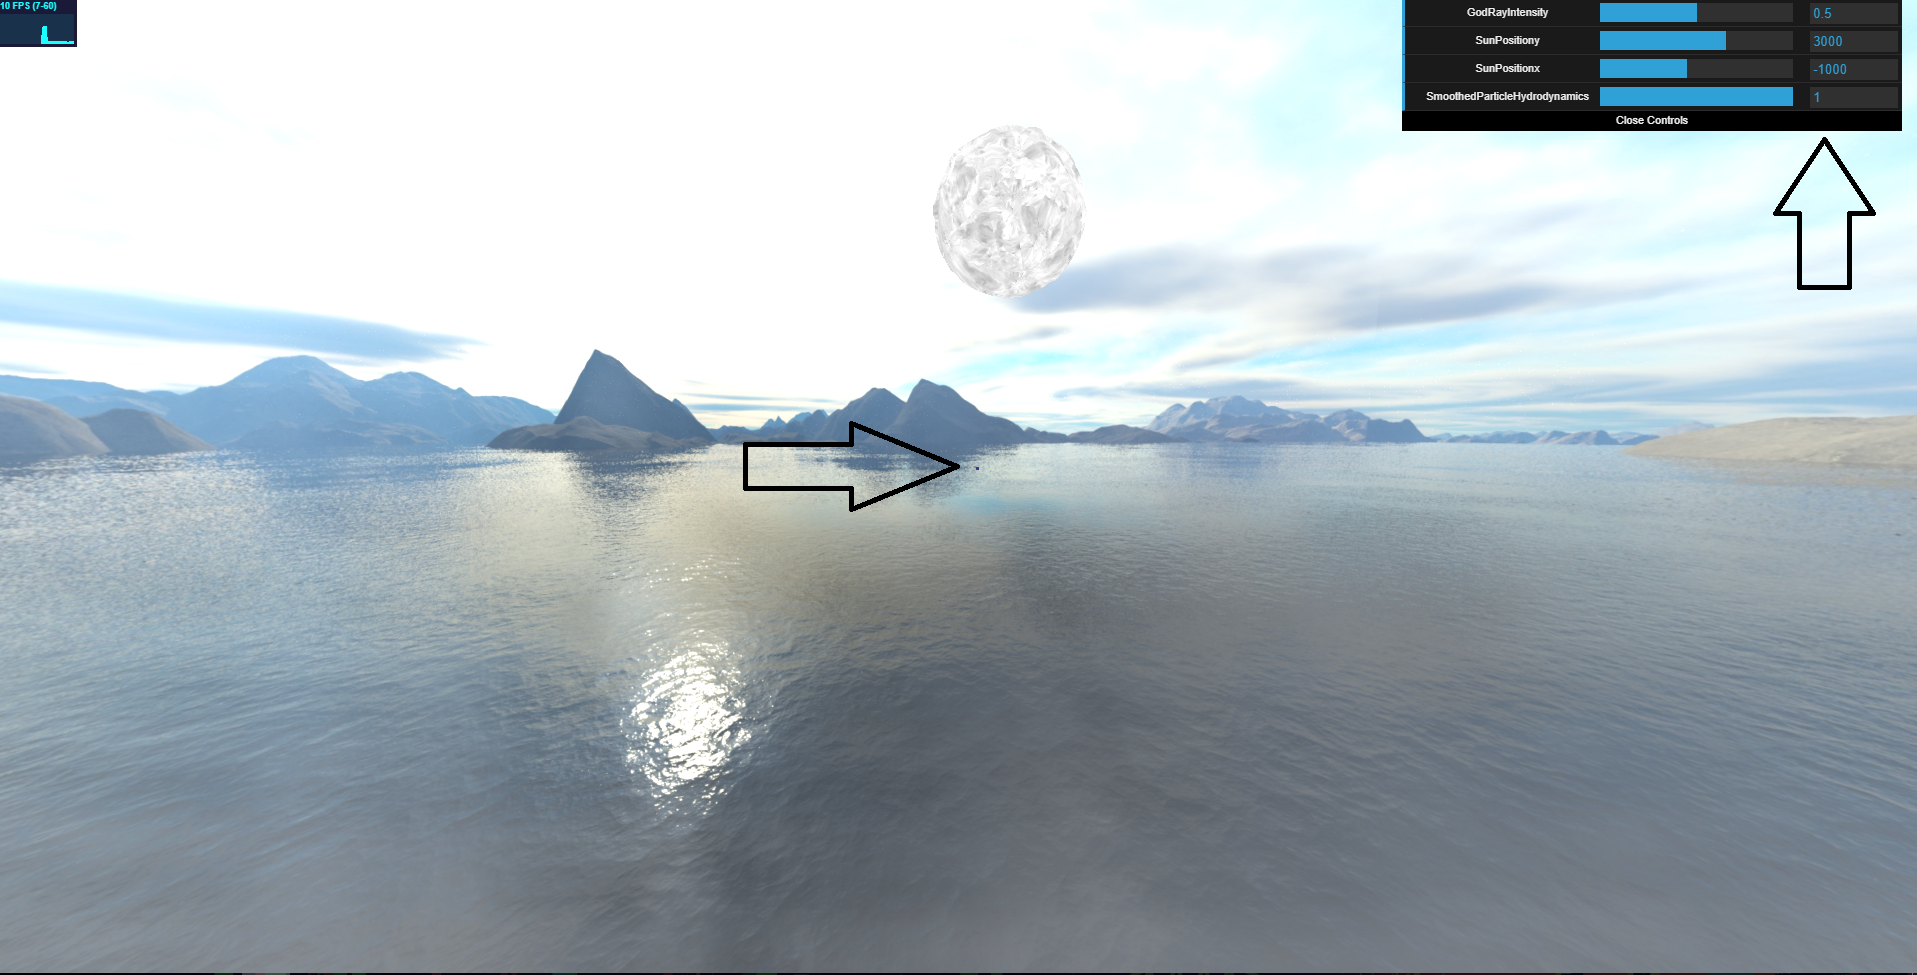 10 FPS (7-60)
GodRayIntensity 0.5
SunPositiony 3000
SunPositionx -1000
SmoothedParticleHydrodynamics 1
Close Controls